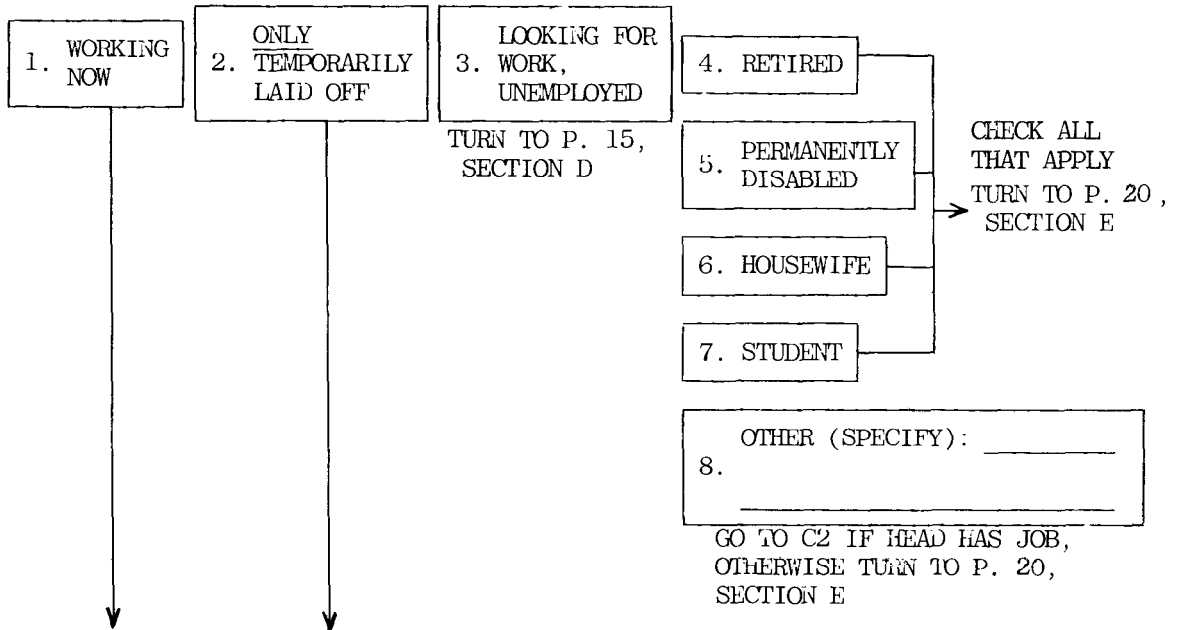 1. WORKING
NOW
2. ONLY
TEMPORARILY
LAID OFF
3. LOOKING FOR
WORK,
UNEMPLOYED
TURN TO P. 15,
SECTION D
4. RETIRED
5. PERMANENTLY
DISABLED
6. HOUSEWIFE
7. STUDENT
CHECK ALL
THAT APPLY
TURN TO P. 20,
SECTION E
8. OTHER (SPECIFY):
GO TO C2 IF HEAD HAS JOB,
OTHERWISE TURN TO P. 20,
SECTION E